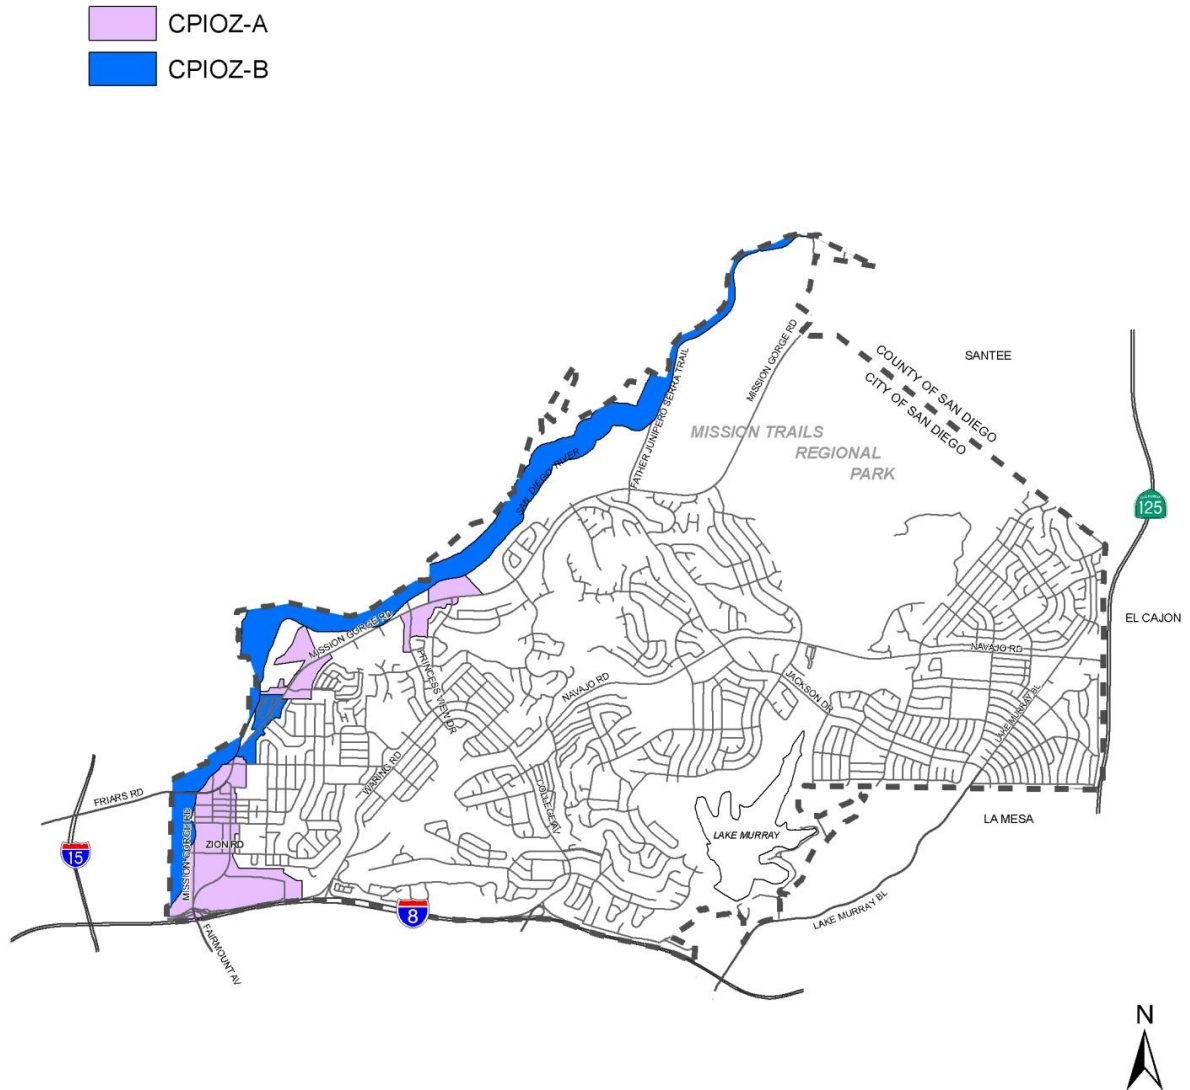 CPIOZ-A
CPIOZ-B
SANTEE
COUNTY OF SAN DIEGO
CITY OF SAN DIEGO
MISSION GORGE RD
FATHER JUNIPERO SERRA TRAIL
MISSION TRAILS
REGIONAL
PARK
SAN DIEGO RIVER
125
EL CAJON
MISSION GORGE RD
NAVAJO RD
PRINCESS VIEW DR
NAVAJO RD
JACKSON DR
LAKE MURRAY BL
WARING RD
COLLEGE AV
FRIARS RD
MISSION GORGE RD
ZION RD
LAKE MURRAY
LA MESA
15
8
LAKE MURRAY BL
FAIRMOUNT AV
N